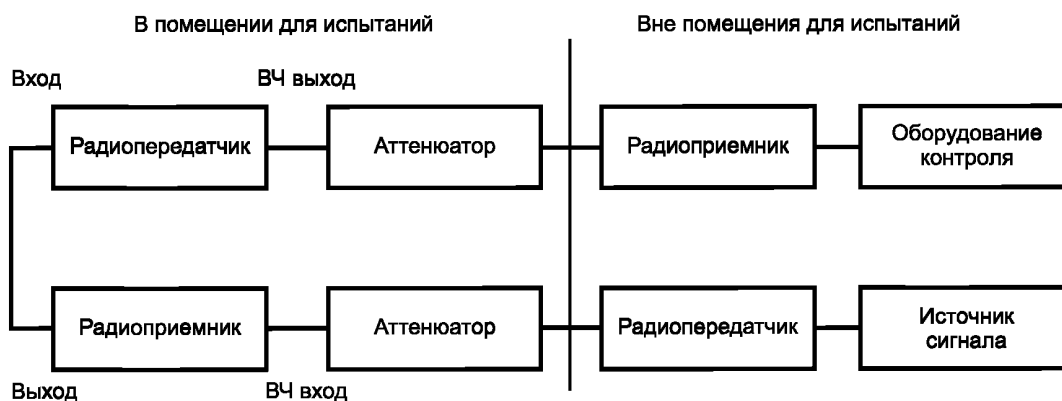 В помещении для испытаний
Вне помещения для испытаний
Вход
ВЧ выход
Радиопередатчик
Аттенюатор
Радиоприемник
Оборудование
контроля
Радиоприемник
Аттенюатор
Радиопередатчик
Источник
сигнала
Выход
ВЧ вход